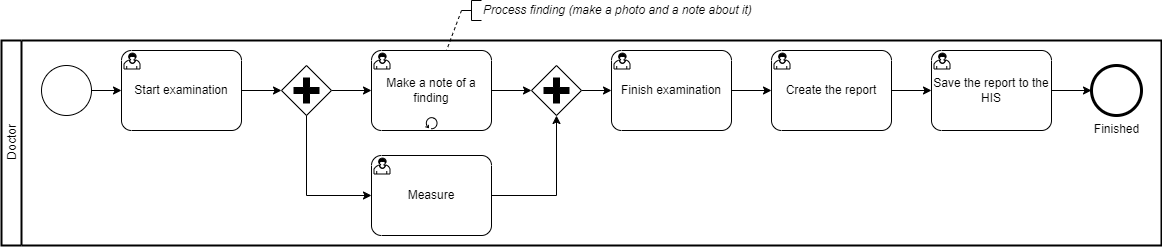 Process finding (make a photo and a note about it)
Doctor
Start examination
Make a note of a
finding
Finish examination
Create the report
Save the report to the
HIS
Finished
Measure